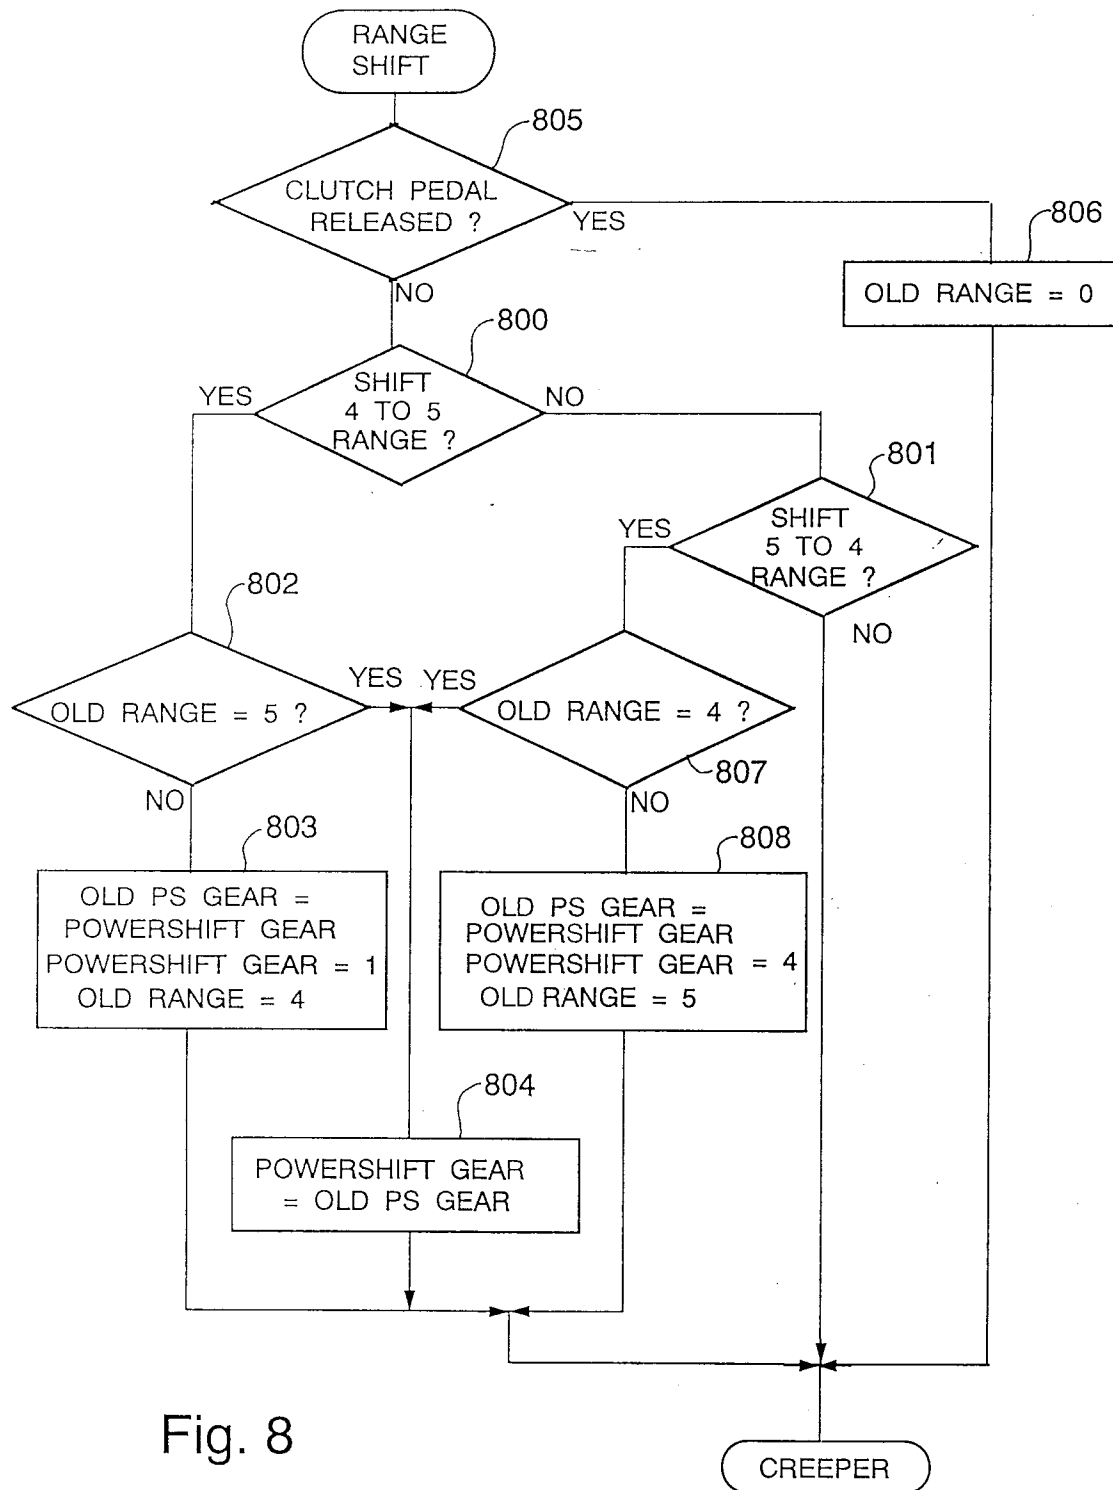 RANGE
SHIFT
805
CLUTCH PEDAL
RELEASED ?
YES
806
OLD RANGE = 0
NO
800
YES
SHIFT
4 TO 5
RANGE ?
NO
801
YES
SHIFT
5 TO 4
RANGE ?
NO
802
YES
YES
OLD RANGE = 5 ?
OLD RANGE = 4 ?
807
NO
NO
803
808
OLD PS GEAR =
POWERSHIFT GEAR
POWERSHIFT GEAR = 1
OLD RANGE = 4
OLD PS GEAR =
POWERSHIFT GEAR
POWERSHIFT GEAR = 4
OLD RANGE = 5
804
POWERSHIFT GEAR
= OLD PS GEAR
Fig. 8
CREEPER